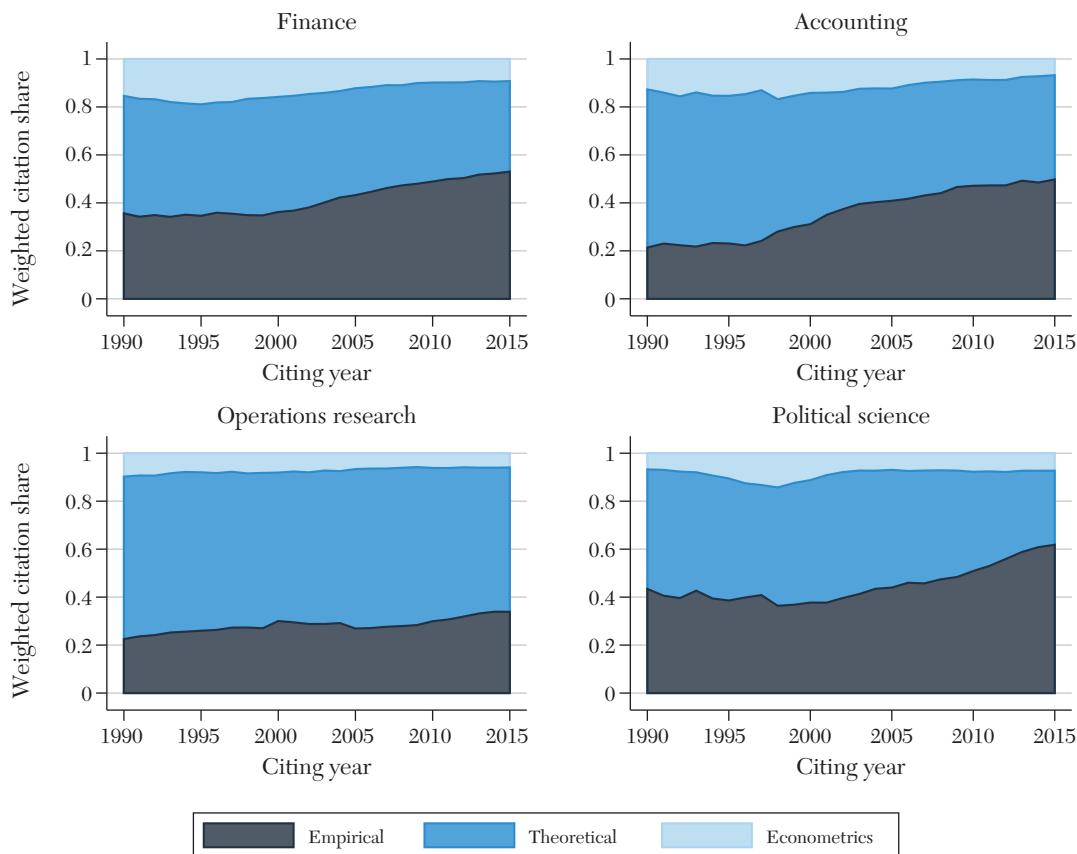 Finance
Accounting
Weighted citation share
1
0.8
0.6
0.4
0.2
0
1990 1995 2000 2005 2010 2015
Citing year
1
0.8
0.6
0.4
0.2
0
1990 1995 2000 2005 2010 2015
Citing year
Operations research
Political science
Weighted citation share
1
0.8
0.6
0.4
0.2
0
1990 1995 2000 2005 2010 2015
Citing year
1
0.8
0.6
0.4
0.2
0
1990 1995 2000 2005 2010 2015
Citing year
Empirical Theoretical Econometrics